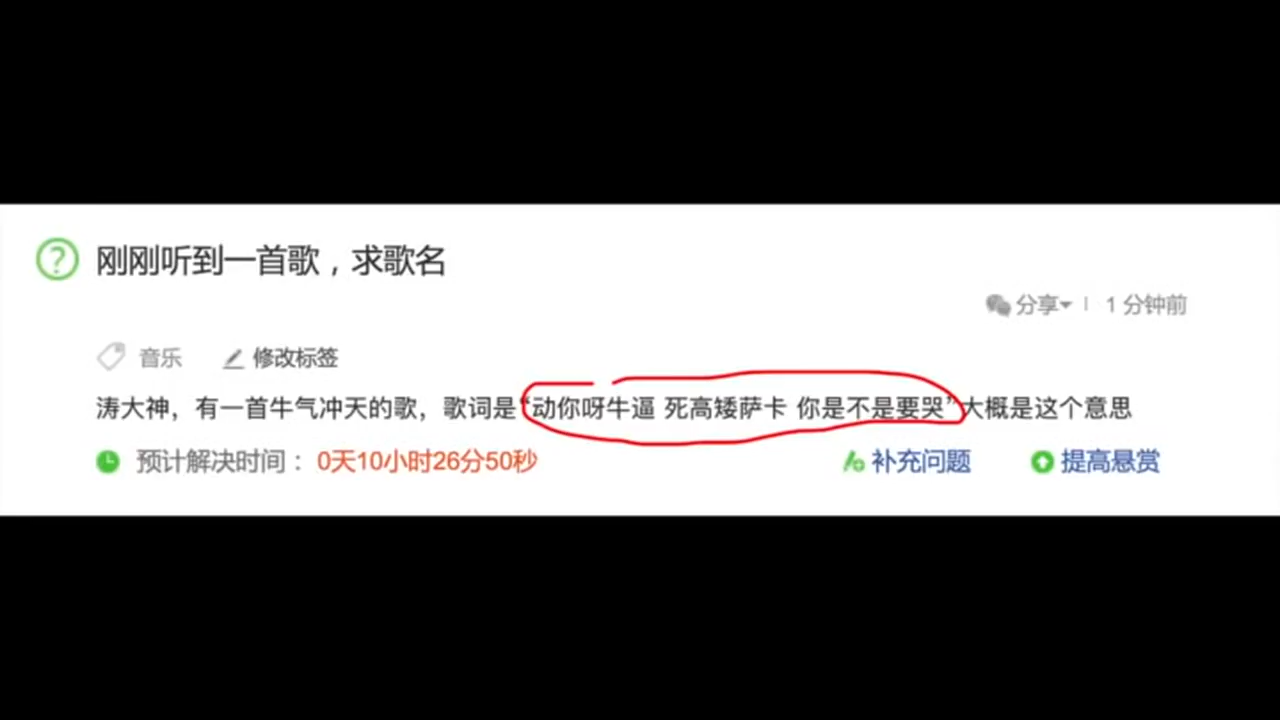 刚刚听到一首歌，求歌名
分享 | 1 分钟前
音乐 修改标签
涛大神，有一首牛气冲天的歌，歌词是“动你呀牛逼 死高矮萨卡 你是不是要哭”大概是这个意思
预计解决时间：0天10小时26分50秒 补充问题 提高悬赏